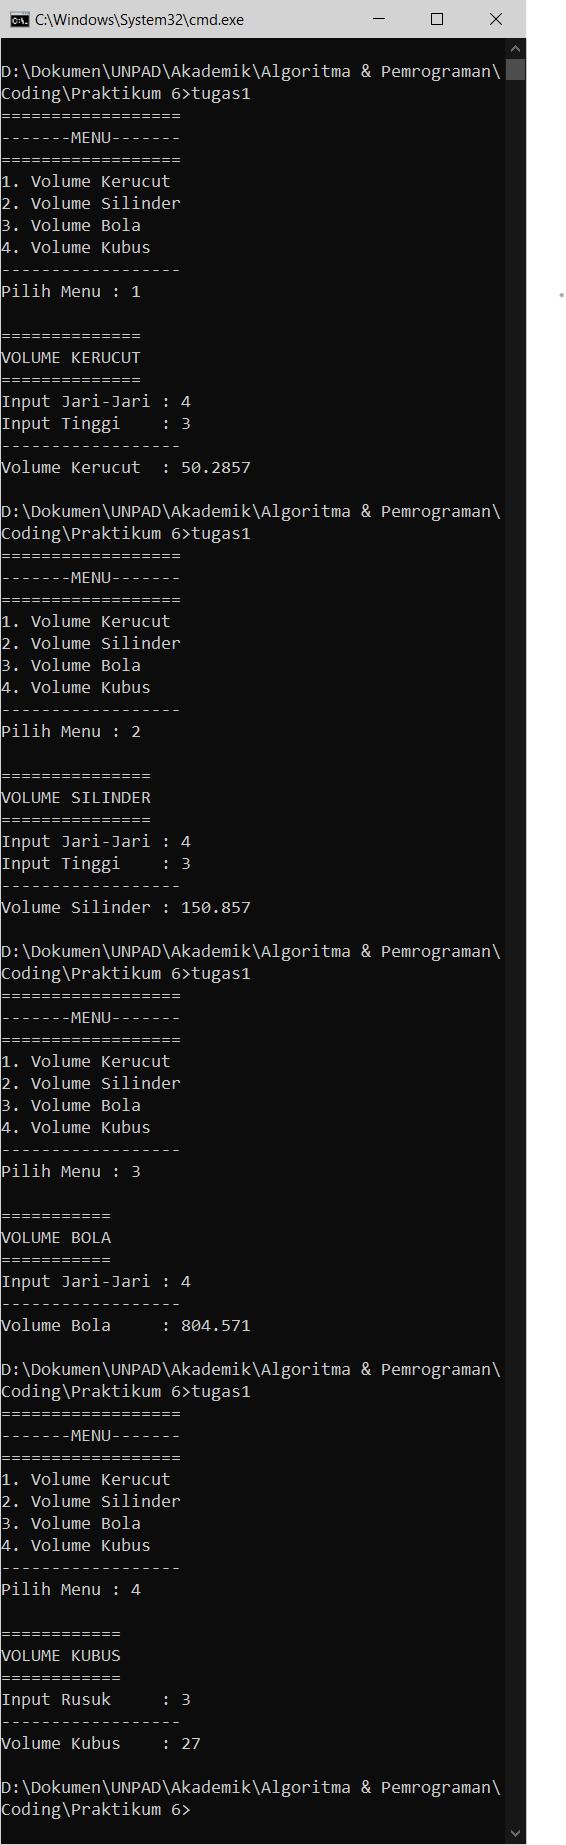 C:\Windows\System32\cmd.exe
D:\Dokumen\UNPAD\Akademik\Algoritma & Pemrograman\
Coding\Praktikum 6>tugas1
==================
-------MENU-------
==================
1. Volume Kerucut
2. Volume Silinder
3. Volume Bola
4. Volume Kubus
------------------
Pilih Menu : 1

==============
VOLUME KERUCUT
==============
Input Jari-Jari : 4
Input Tinggi    : 3
------------------
Volume Kerucut  : 50.2857

D:\Dokumen\UNPAD\Akademik\Algoritma & Pemrograman\
Coding\Praktikum 6>tugas1
==================
-------MENU-------
==================
1. Volume Kerucut
2. Volume Silinder
3. Volume Bola
4. Volume Kubus
------------------
Pilih Menu : 2

===============
VOLUME SILINDER
===============
Input Jari-Jari : 4
Input Tinggi    : 3
------------------
Volume Silinder : 150.857

D:\Dokumen\UNPAD\Akademik\Algoritma & Pemrograman\
Coding\Praktikum 6>tugas1
==================
-------MENU-------
==================
1. Volume Kerucut
2. Volume Silinder
3. Volume Bola
4. Volume Kubus
------------------
Pilih Menu : 3

===========
VOLUME BOLA
===========
Input Jari-Jari : 4
------------------
Volume Bola     : 804.571

D:\Dokumen\UNPAD\Akademik\Algoritma & Pemrograman\
Coding\Praktikum 6>tugas1
==================
-------MENU-------
==================
1. Volume Kerucut
2. Volume Silinder
3. Volume Bola
4. Volume Kubus
------------------
Pilih Menu : 4

============
VOLUME KUBUS
============
Input Rusuk     : 3
------------------
Volume Kubus    : 27

D:\Dokumen\UNPAD\Akademik\Algoritma & Pemrograman\
Coding\Praktikum 6>